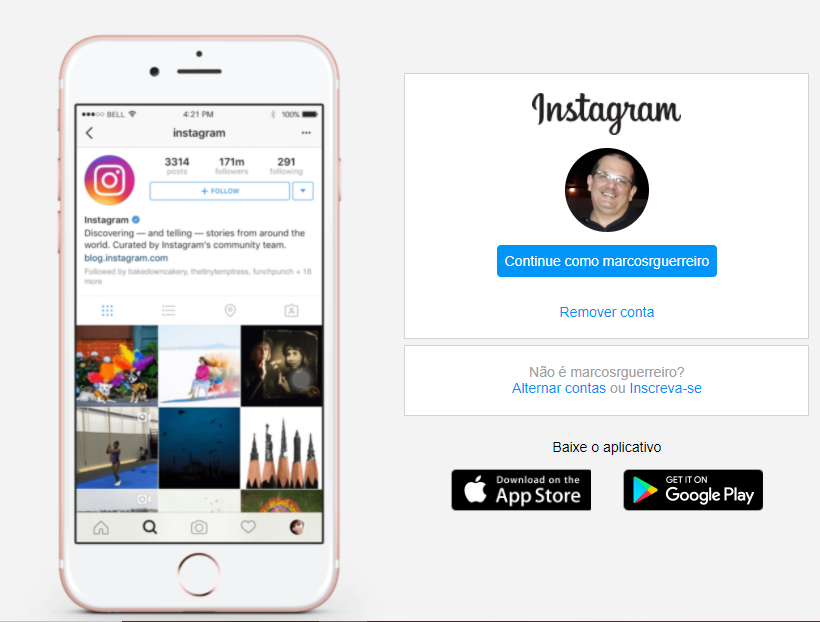 ●●●○○ BELL 4:21 PM 100%
instagram
3314 171m 291
posts followers following
+ FOLLOW
Instagram
Discovering — and telling — stories from around the
world. Curated by Instagram's community team.
blog.instagram.com
Followed by bakedowncakery, thetinytemptress, funchpunch + 18
more
Instagram
Continue como marcosrguerreiro
Remover conta
Não é marcosrguerreiro?
Alternar contas ou Inscreva-se
Baixe o aplicativo
Download on the
App Store
GET IT ON
Google Play